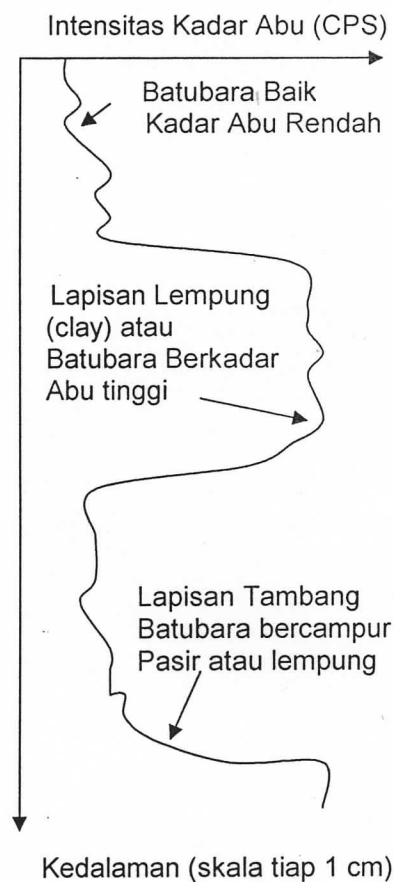 Intensitas Kadar Abu (CPS)
Batubara Baik
Kadar Abu Rendah
Lapisan Lempung
(clay) atau
Batubara Berkadar
Abu tinggi
Lapisan Tambang
Batubara bercampur
Pasir atau lempung
Kedalaman (skala tiap 1 cm)